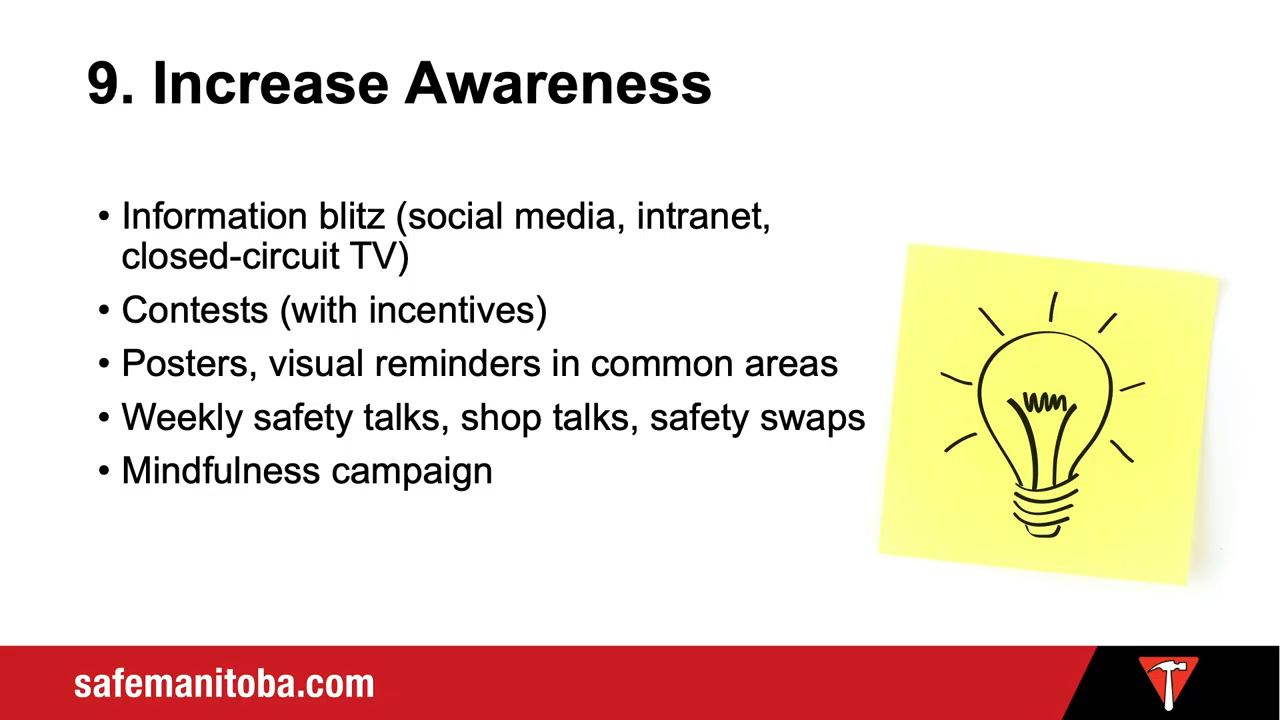 9. Increase Awareness
• Information blitz (social media, intranet,
closed-circuit TV)
• Contests (with incentives)
• Posters, visual reminders in common areas
• Weekly safety talks, shop talks, safety swaps
• Mindfulness campaign
safemanitoba.com